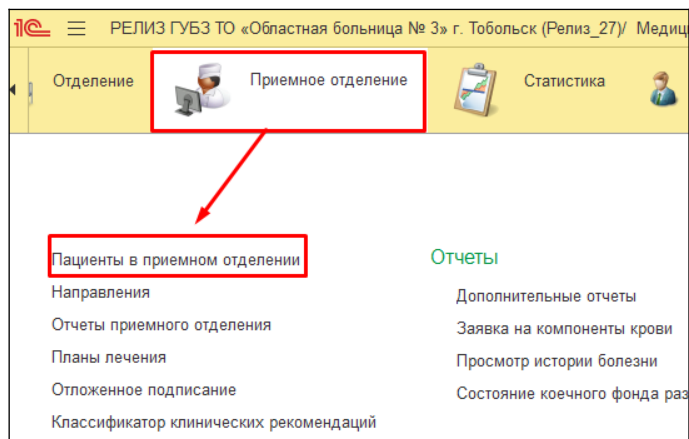 1С РЕЛИЗ ГУБЗ ТО «Областная больница № 3» г. Тобольск (Релиз_27)/ Медиц
Отделение Приемное отделение Статистика
Пациенты в приемном отделении
Направления
Отчеты приемного отделения
Планы лечения
Отложенное подписание
Классификатор клинических рекомендаций
Отчеты
Дополнительные отчеты
Заявка на компоненты крови
Просмотр истории болезни
Состояние коечного фонда раз